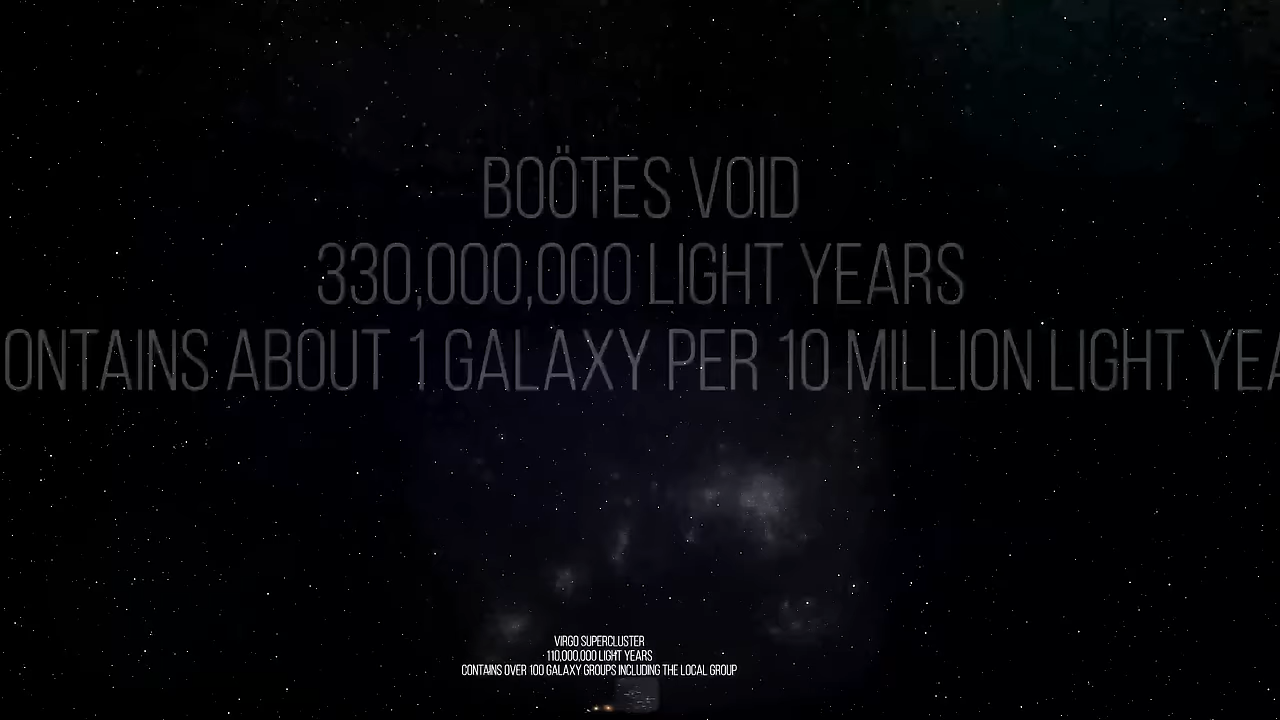 BOÖTES VOID
330,000,000 LIGHT YEARS
ONTAINS ABOUT 1 GALAXY PER 10 MILLION LIGHT YEA
VIRGO SUPERCLUSTER
110,000,000 LIGHT YEARS
CONTAINS OVER 100 GALAXY GROUPS INCLUDING THE LOCAL GROUP